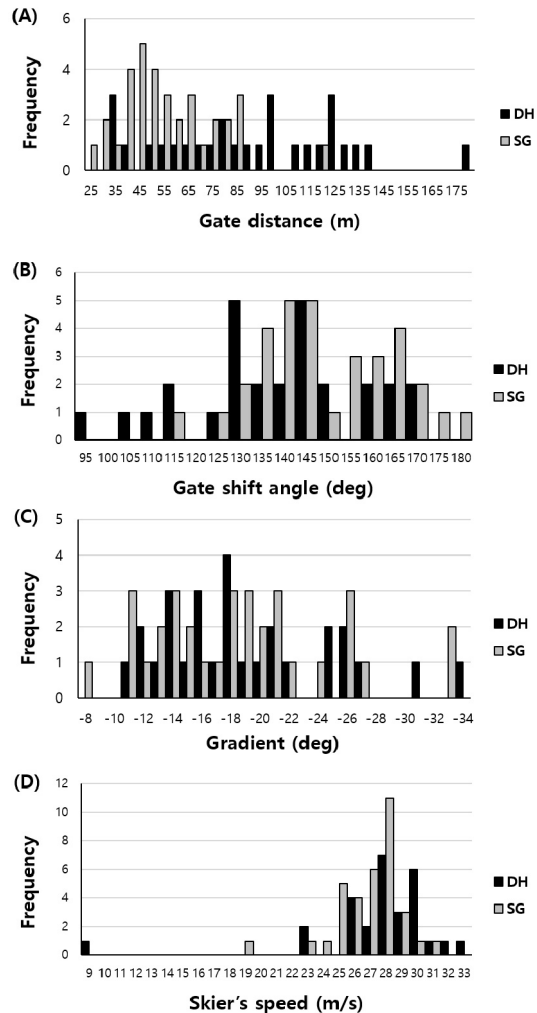 (A)
6
4
2
0
Frequency
25 35 45 55 65 75 85 95 105 115 125 135 145 155 165 175
Gate distance (m)
DH
SG
(B)
6
5
4
3
2
1
0
Frequency
95 100 105 110 115 120 125 130 135 140 145 150 155 160 165 170 175 180
Gate shift angle (deg)
DH
SG
(C)
5
4
3
2
1
0
Frequency
-8 -10 -12 -14 -16 -18 -20 -22 -24 -26 -28 -30 -32 -34
Gradient (deg)
DH
SG
(D)
12
10
8
6
4
2
0
Frequency
9 10 11 12 13 14 15 16 17 18 19 20 21 22 23 24 25 26 27 28 29 30 31 32 33
Skier's speed (m/s)
DH
SG